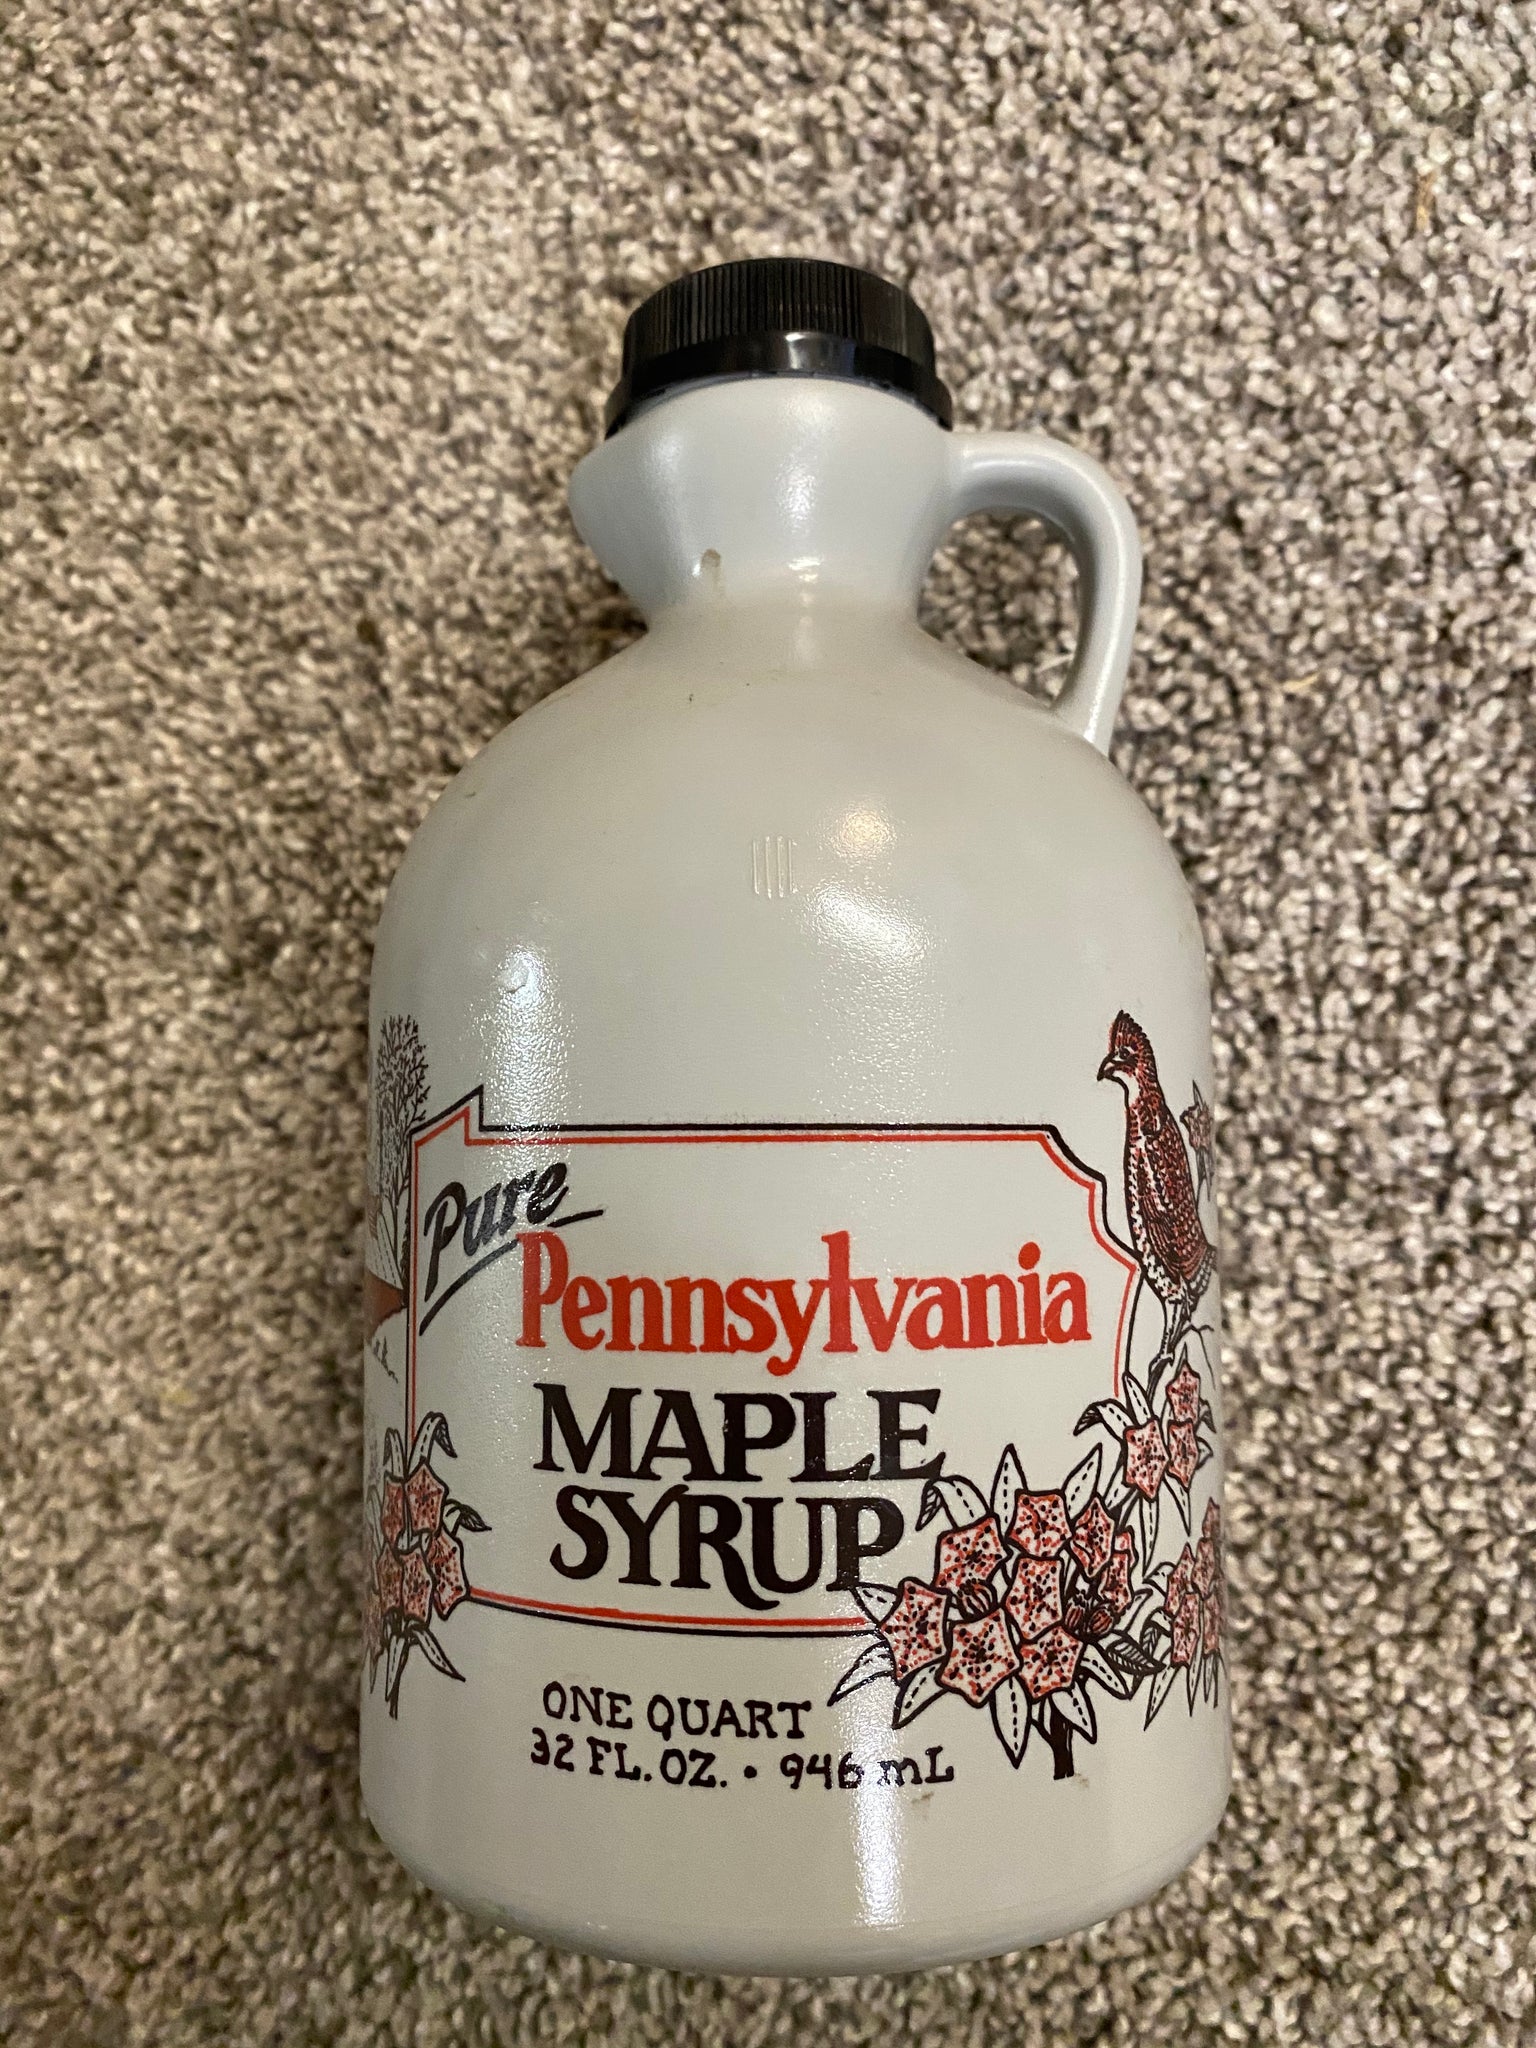 Pure
Pennsylvania
MAPLE
SYRUP
ONE QUART
32 FL. OZ. • 946 mL